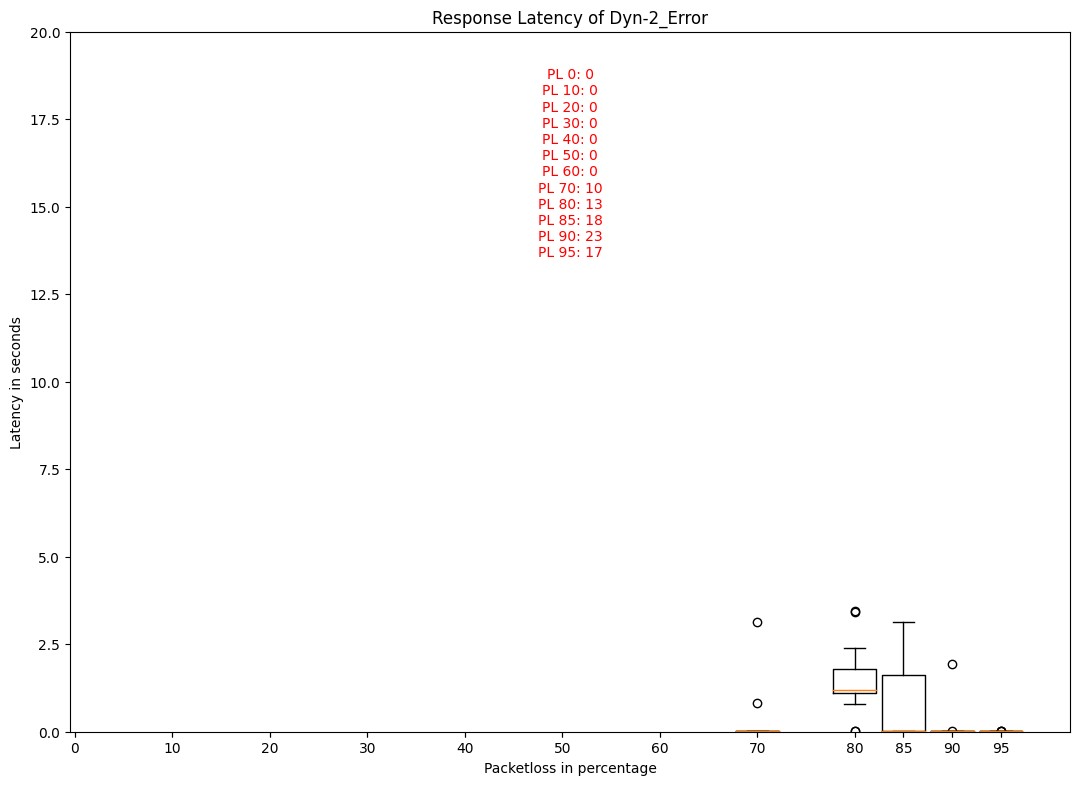 Response Latency of Dyn-2_Error
20.0
17.5
15.0
12.5
10.0
7.5
5.0
2.5
0.0
Latency in seconds
PL 0: 0
PL 10: 0
PL 20: 0
PL 30: 0
PL 40: 0
PL 50: 0
PL 60: 0
PL 70: 10
PL 80: 13
PL 85: 18
PL 90: 23
PL 95: 17
0 10 20 30 40 50 60 70 80 85 90 95
Packetloss in percentage